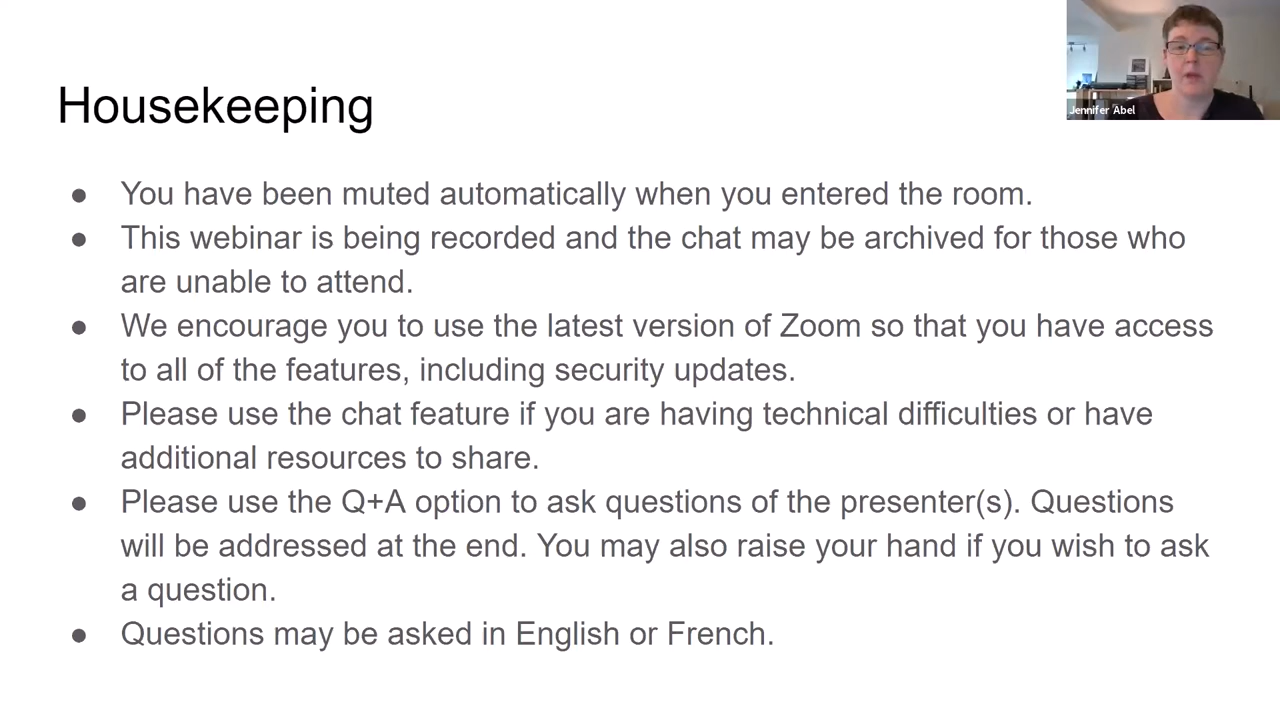 Jennifer Abel
Housekeeping
● You have been muted automatically when you entered the room.
● This webinar is being recorded and the chat may be archived for those who
are unable to attend.
● We encourage you to use the latest version of Zoom so that you have access
to all of the features, including security updates.
● Please use the chat feature if you are having technical difficulties or have
additional resources to share.
● Please use the Q+A option to ask questions of the presenter(s). Questions
will be addressed at the end. You may also raise your hand if you wish to ask
a question.
● Questions may be asked in English or French.